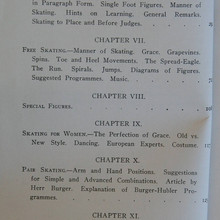 in Paragraph Form. Single Foot Figures, Manner of
Skating. Hints on Learning. General Remarks.
Skating to Place and Before Judges.
CHAPTER VII.
FREE SKATING.—Manner of Skating. Grace. Grapevines.
Spins. Toe and Heel Movements. The Spread-Eagle.
The Run. Spirals. Jumps. Diagrams of Figures.
Suggested Programmes. Music.
CHAPTER VIII.
SPECIAL FIGURES.
CHAPTER IX.
SKATING FOR WOMEN.—The Perfection of Grace. Old vs.
New Style. Dancing. European Experts. Costume.
CHAPTER X.
PAIR SKATING.—Arm and Hand Positions. Suggestions
for Simple and Advanced Combinations. Article by
Herr Burger. Explanation of Burger-Hubler Pro-
grammes.
CHAPTER XI.